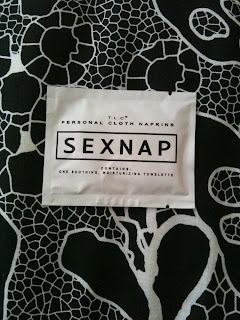 T.L.C®
PERSONAL CLOTH NAPKINS
SEXNAP
CONTAINS:
ONE SOOTHING, MOISTURIZING TOWELETTE